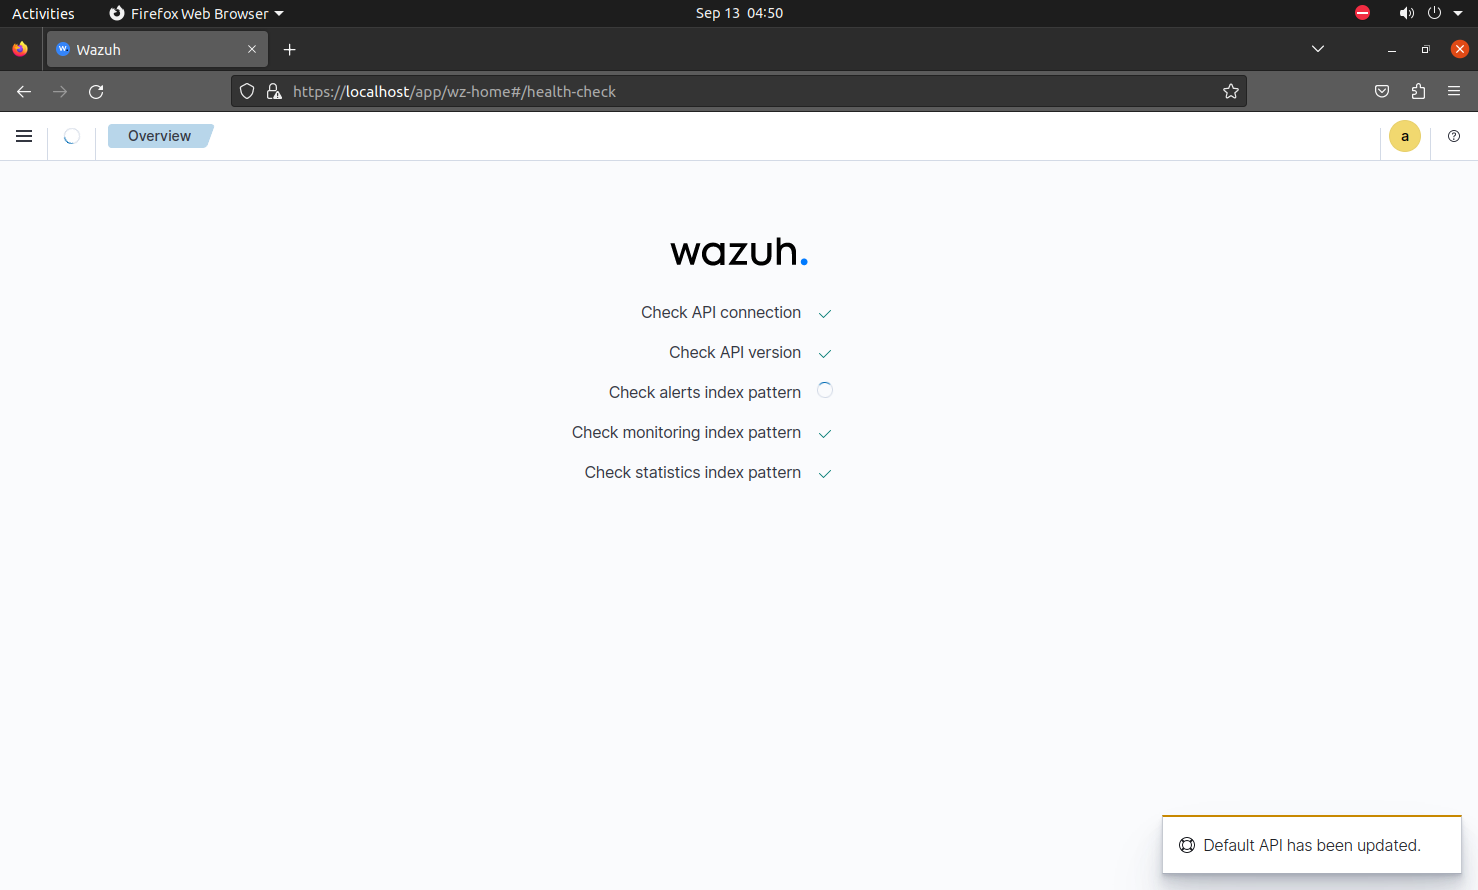 Activities
Firefox Web Browser
Sep 13 04:50
Wazuh
https://localhost/app/wz-home#/health-check
Overview
a
wazuh.
Check API connection
Check API version
Check alerts index pattern
Check monitoring index pattern
Check statistics index pattern
Default API has been updated.